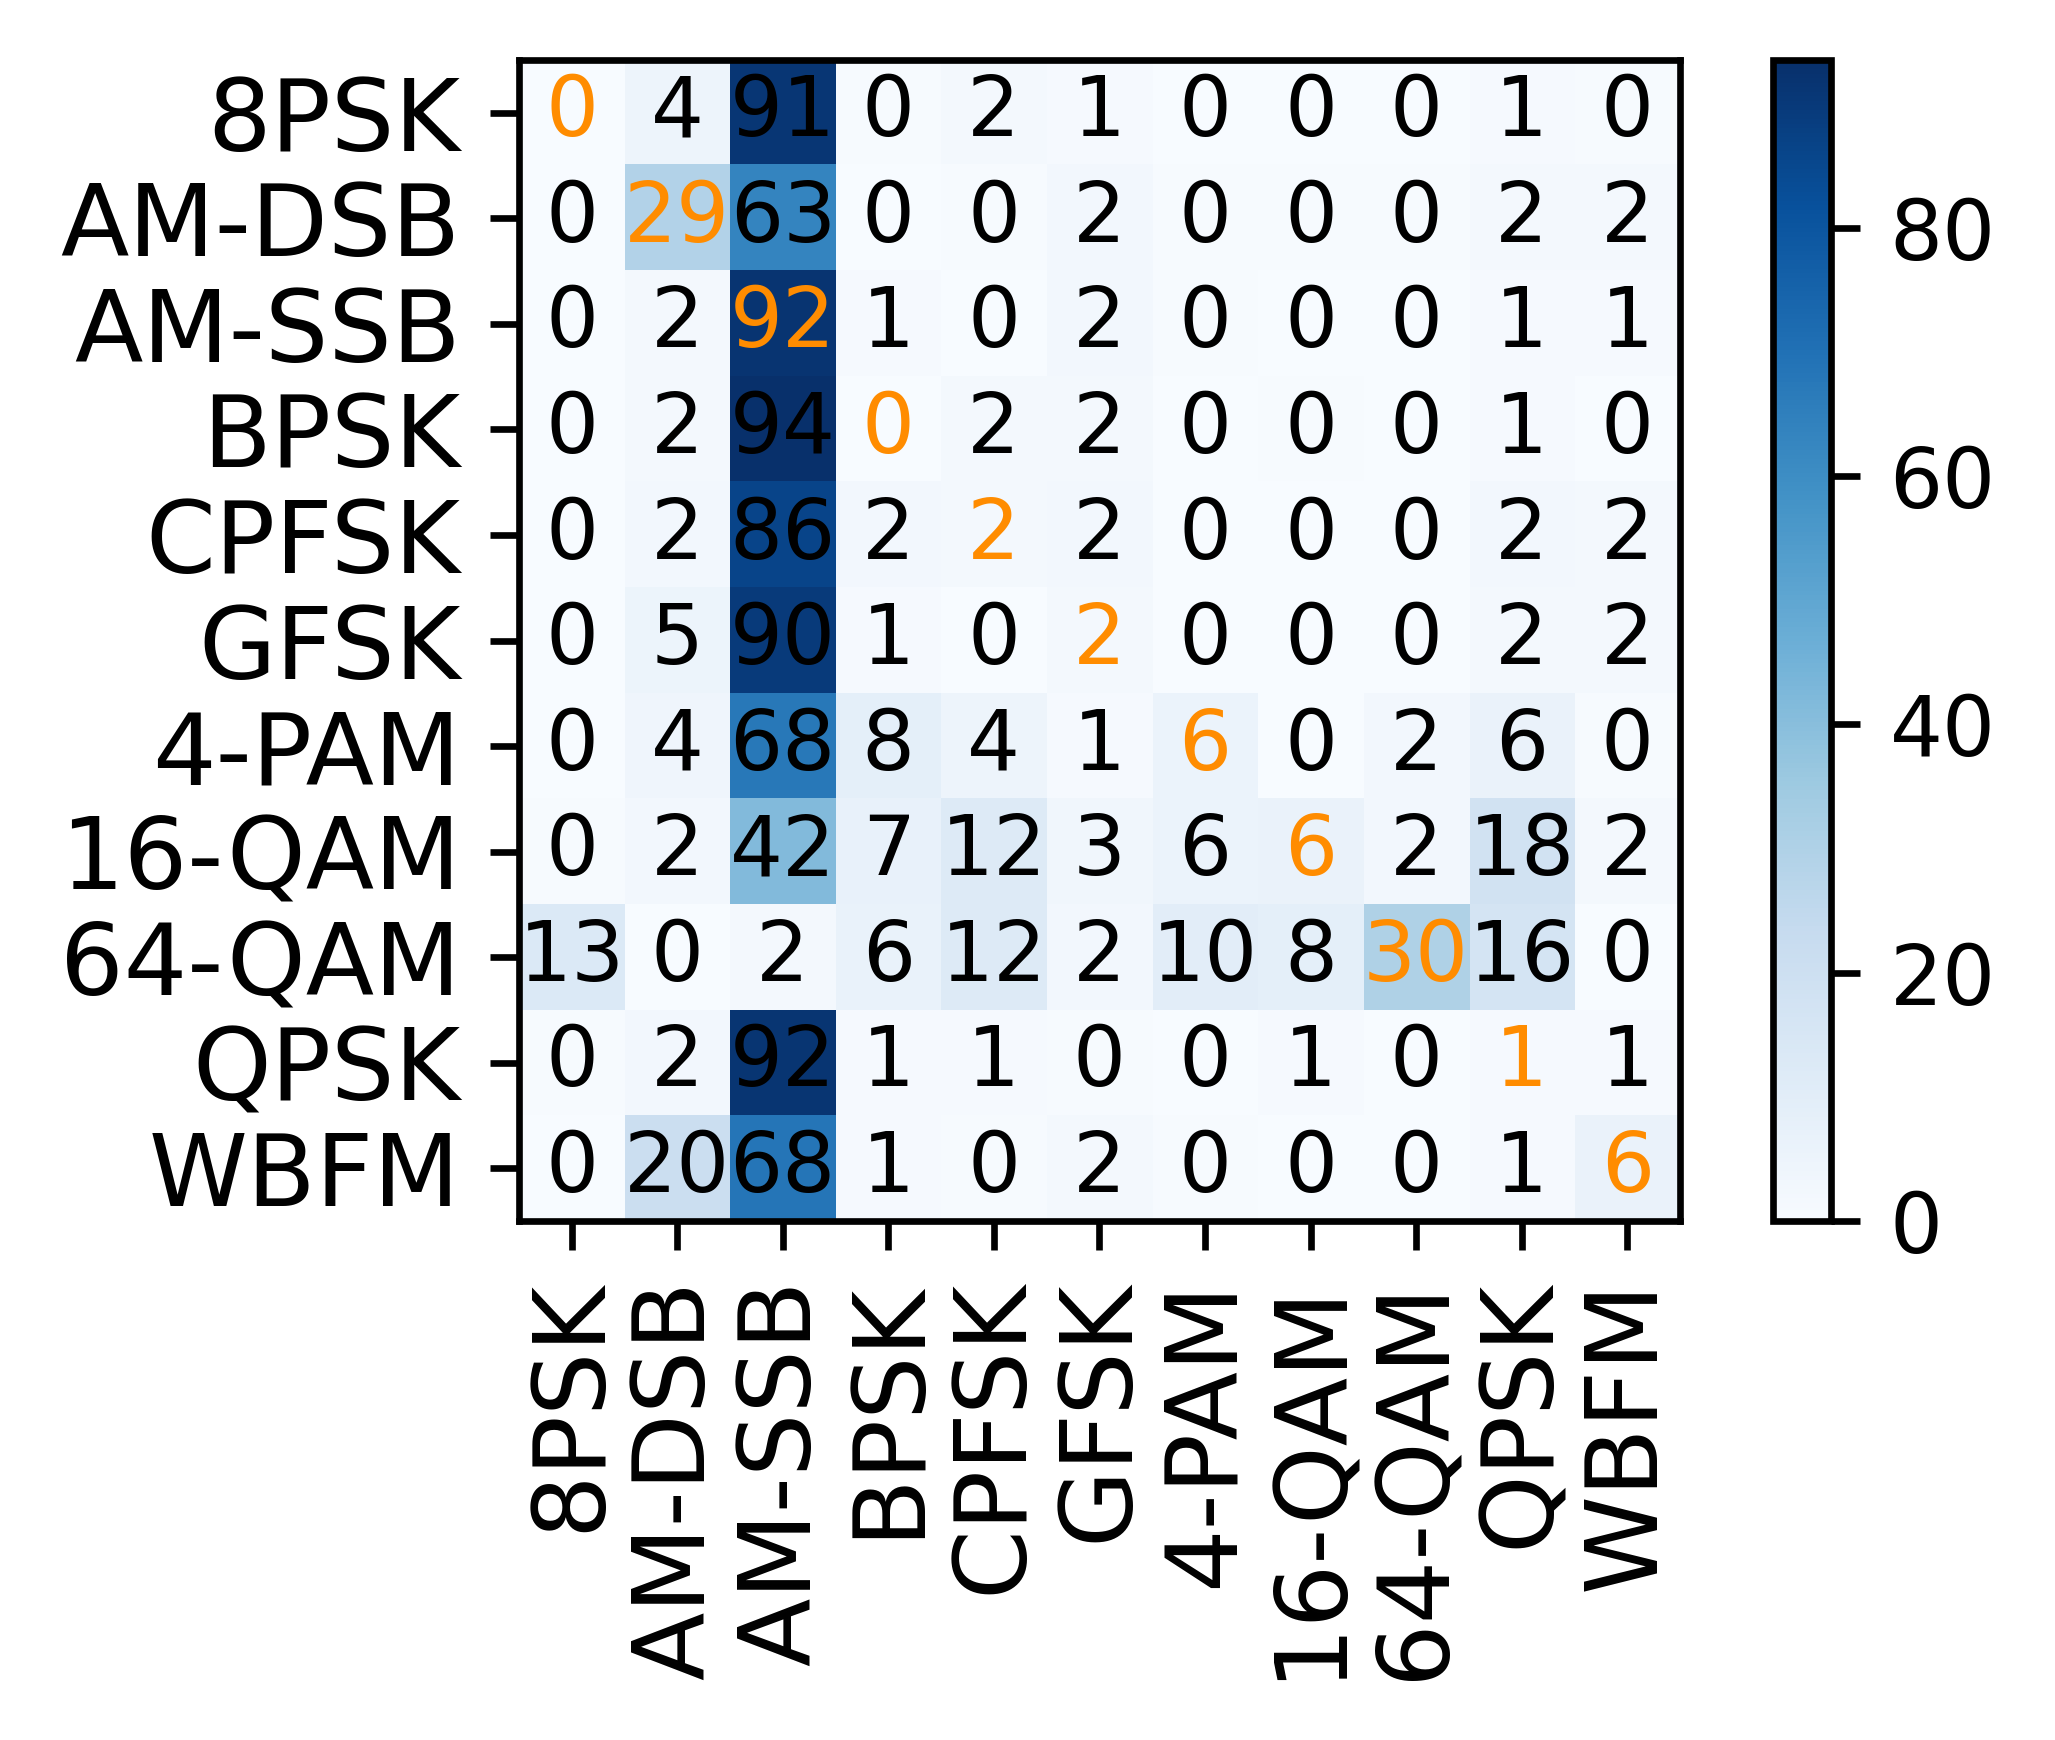 8PSK 0 4 91 0 2 1 0 0 0 1 0
AM-DSB 0 29 63 0 0 2 0 0 0 2 2
AM-SSB 0 2 92 1 0 2 0 0 0 1 1
BPSK 0 2 94 0 2 2 0 0 0 1 0
CPFSK 0 2 86 2 2 2 0 0 0 2 2
GFSK 0 5 90 1 0 2 0 0 0 2 2
4-PAM 0 4 68 8 4 1 6 0 2 6 0
16-QAM 0 2 42 7 12 3 6 6 2 18 2
64-QAM 13 0 2 6 12 2 10 8 30 16 0
QPSK 0 2 92 1 1 0 0 1 0 1 1
WBFM 0 20 68 1 0 2 0 0 0 1 6
8PSK
AM-DSB
AM-SSB
BPSK
CPFSK
GFSK
4-PAM
16-QAM
64-QAM
QPSK
WBFM
80
60
40
20
0